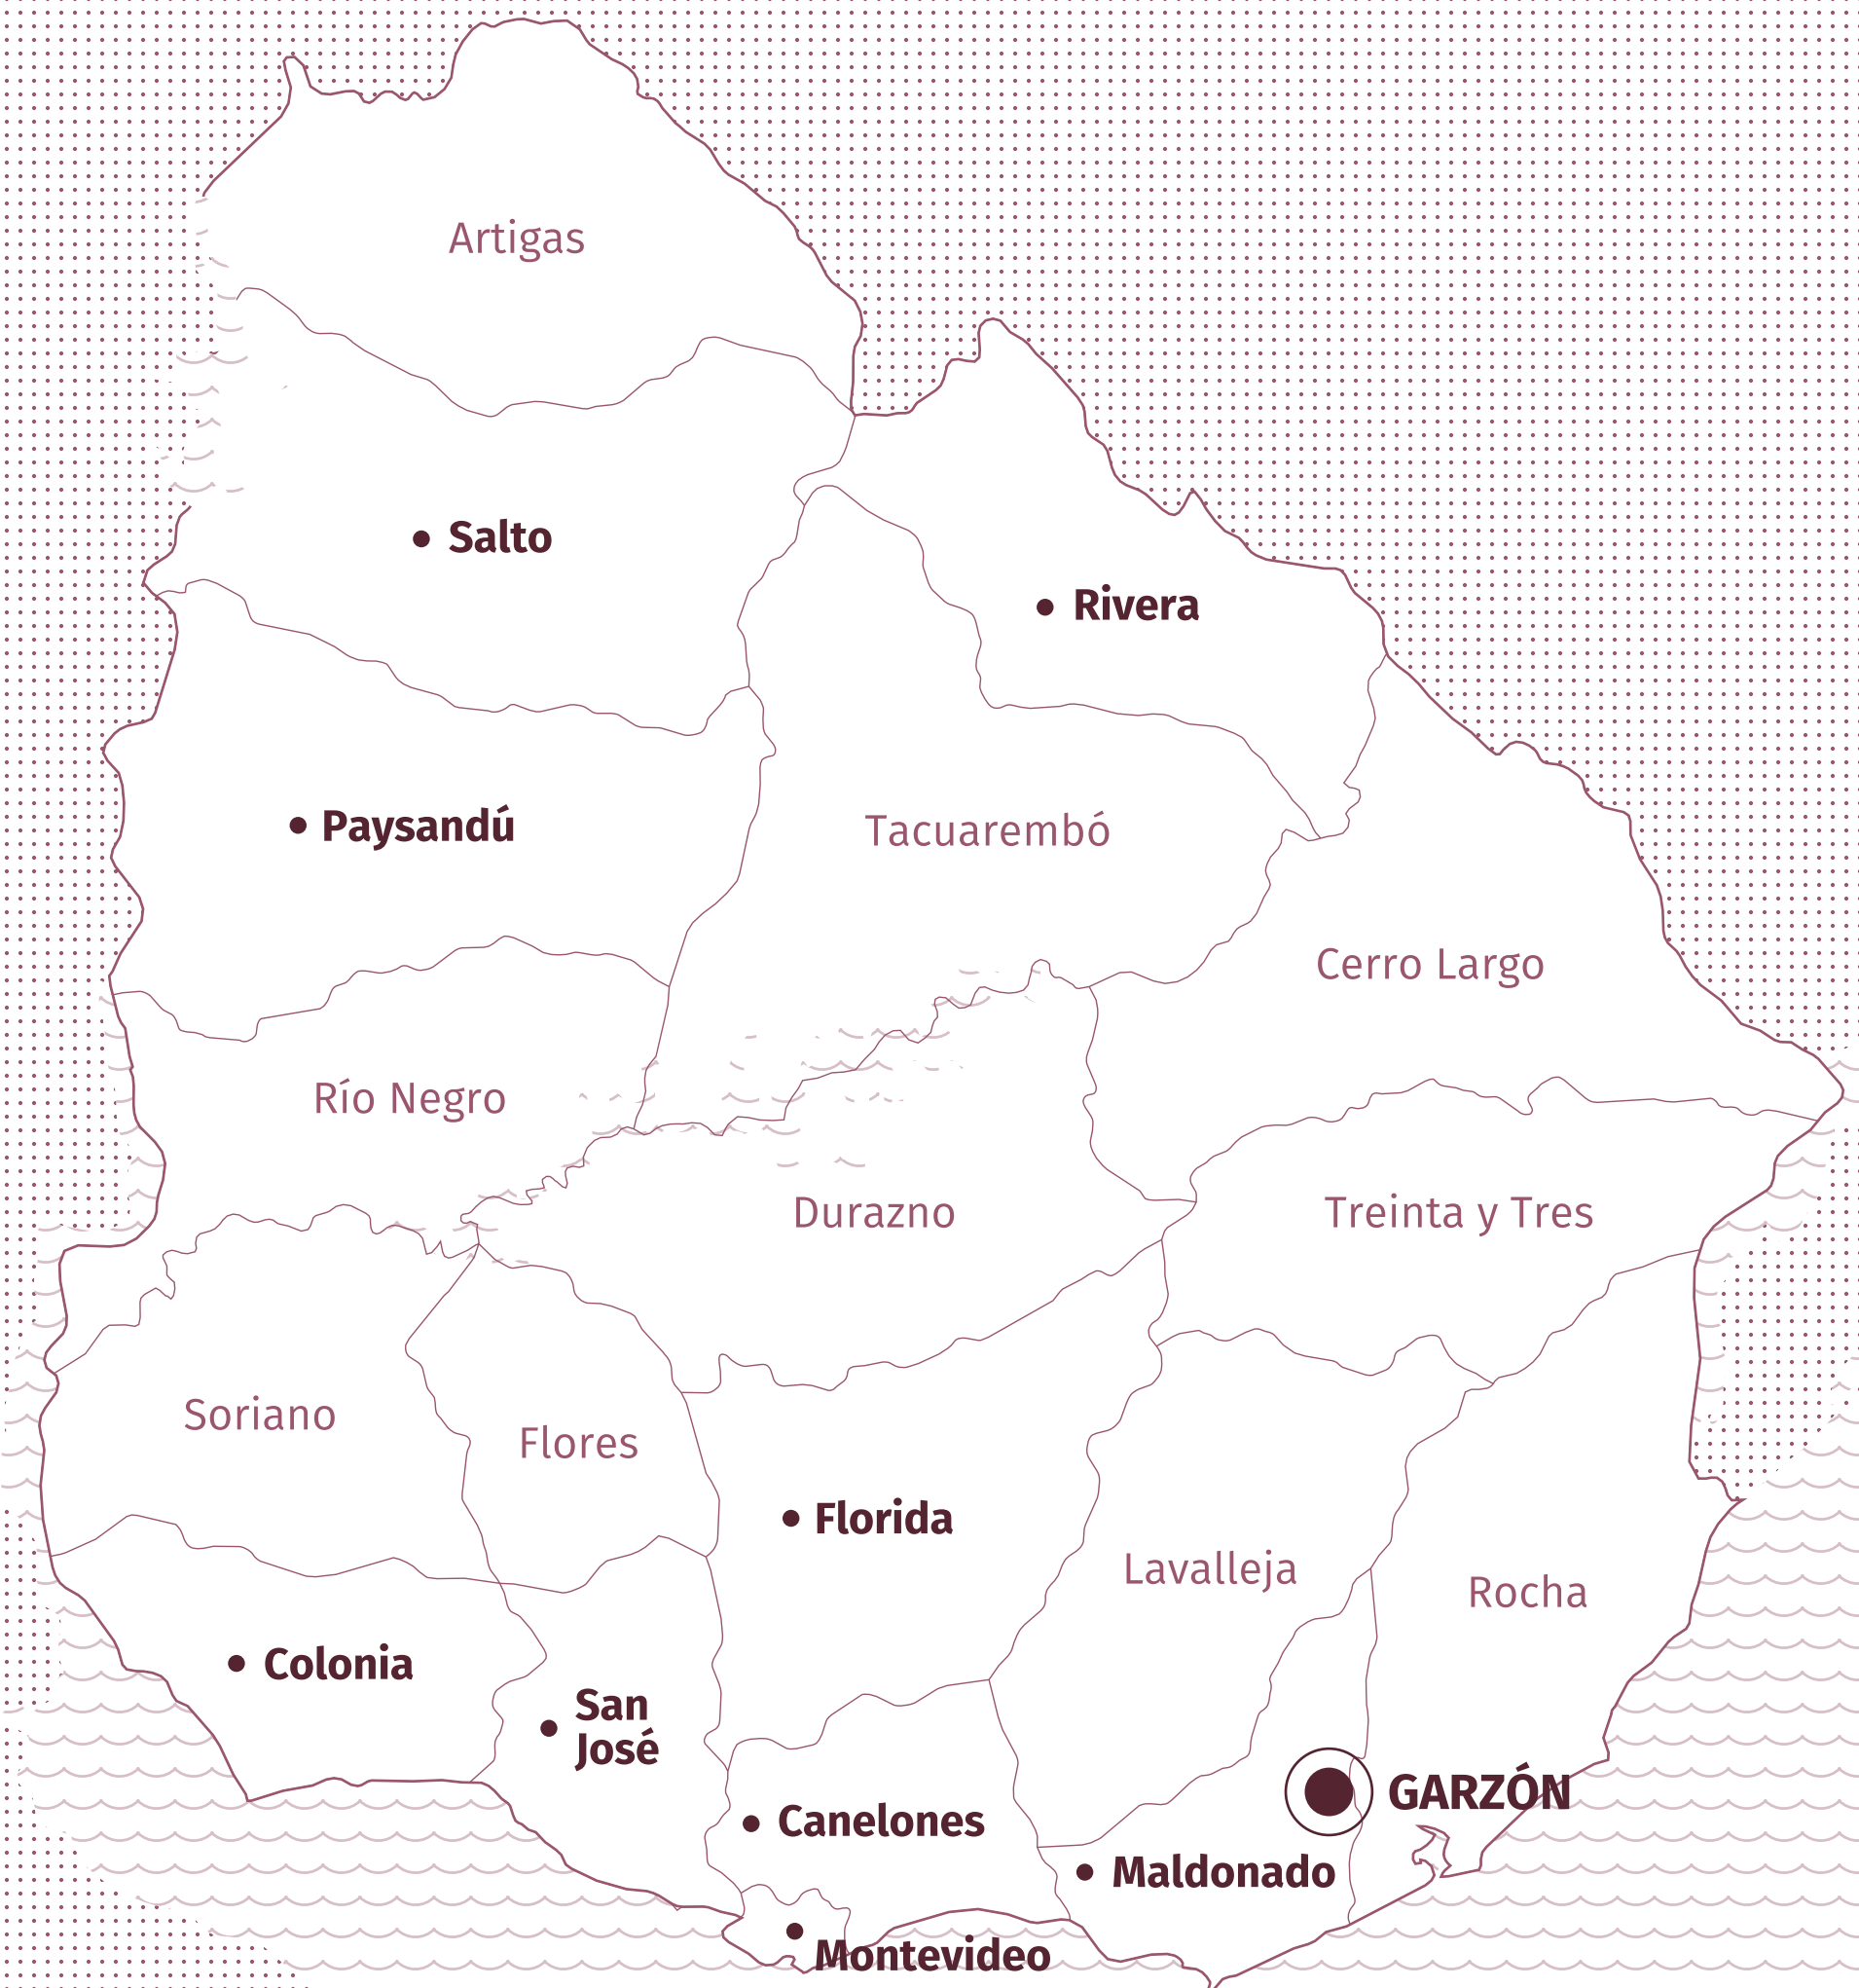 Artigas
Salto
Rivera
Paysandú
Tacuarembó
Cerro Largo
Río Negro
Durazno
Treinta y Tres
Soriano
Flores
Florida
Lavalleja
Rocha
Colonia
San
José
GARZÓN
Canelones
Maldonado
Montevideo